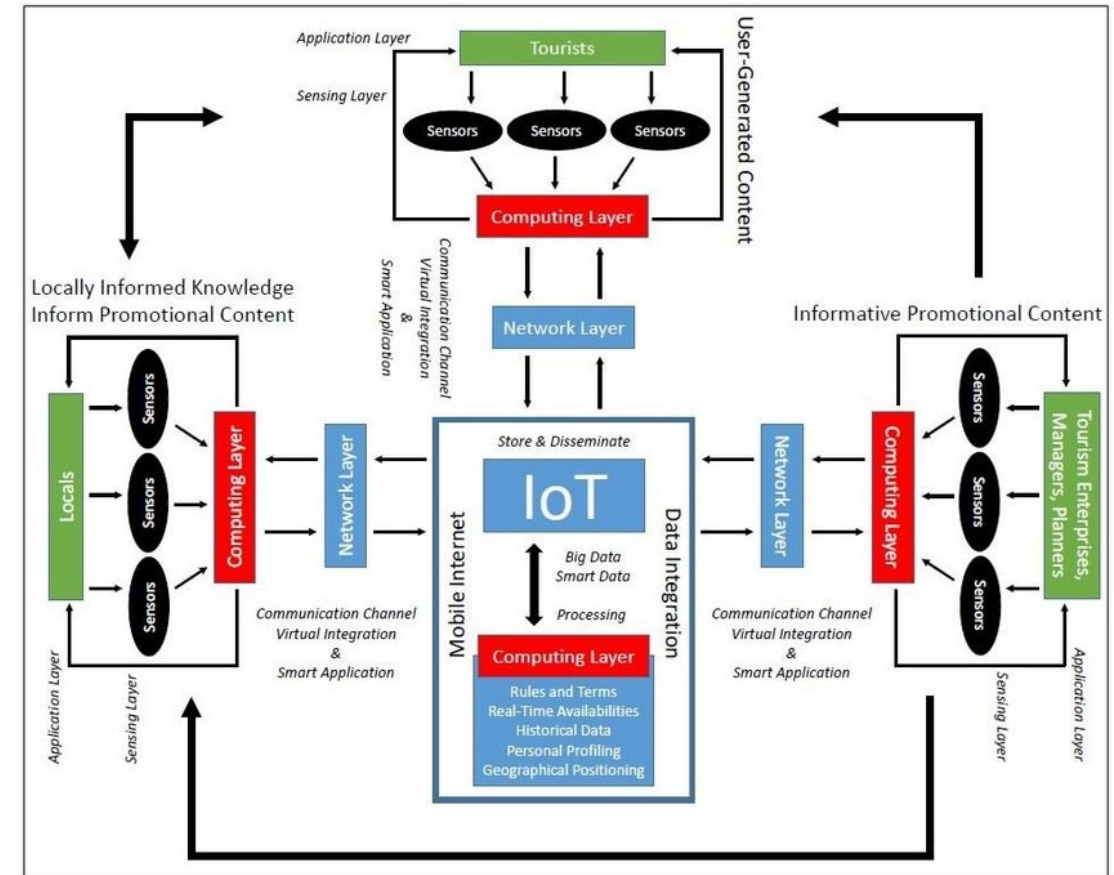 Application Layer
Tourists
Sensing Layer
Sensors
Sensors
Sensors
User-Generated Content
Computing Layer
Communication Channel
Virtual Integration
&
Smart Application
Network Layer
Locally Informed Knowledge
Inform Promotional Content
Locals
Sensors
Sensors
Sensors
Computing Layer
Network Layer
Communication Channel
Virtual Integration
&
Smart Application
Application Layer
Sensing Layer
Mobile Internet
Store & Disseminate
IoT
Big Data
Smart Data
Processing
Computing Layer
Rules and Terms
Real-Time Availabilities
Historical Data
Personal Profiling
Geographical Positioning
Data Integration
Informative Promotional Content
Network Layer
Computing Layer
Sensors
Sensors
Sensors
Tourism Enterprises,
Managers, Planners
Communication Channel
Virtual Integration
&
Smart Application
Sensing Layer
Application Layer